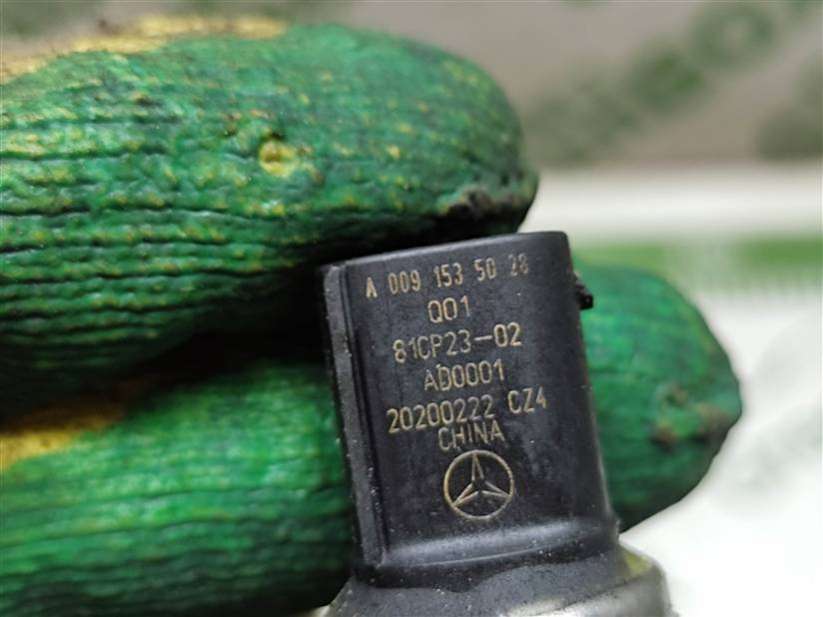 A 009 153 50 28
Q01
81CP23-02
AD0001
20200222 CZ4
CHINA